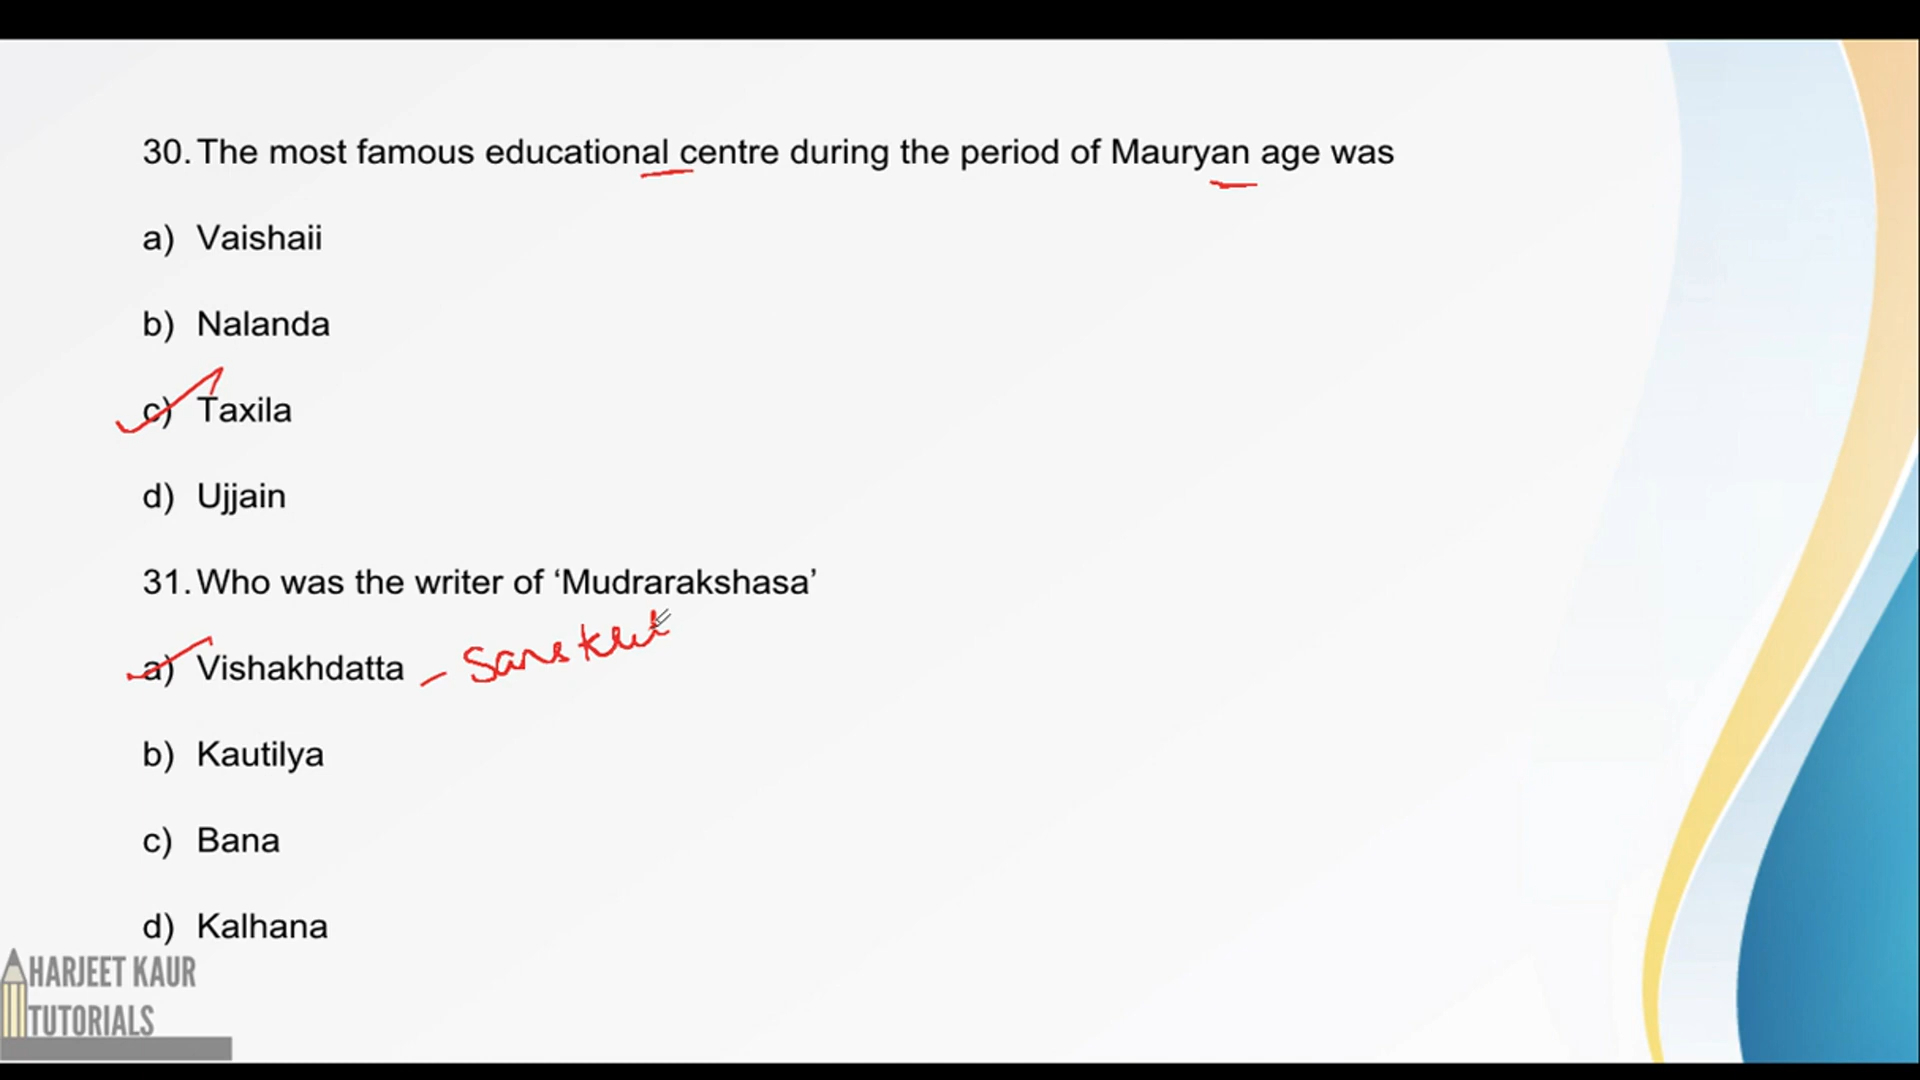 30. The most famous educational centre during the period of Mauryan age was
a) Vaishaii
b) Nalanda
c) Taxila
d) Ujjain
31. Who was the writer of ‘Mudrarakshasa’
a) Vishakhdatta – Sanskrit
b) Kautilya
c) Bana
d) Kalhana
HARJEET KAUR
TUTORIALS